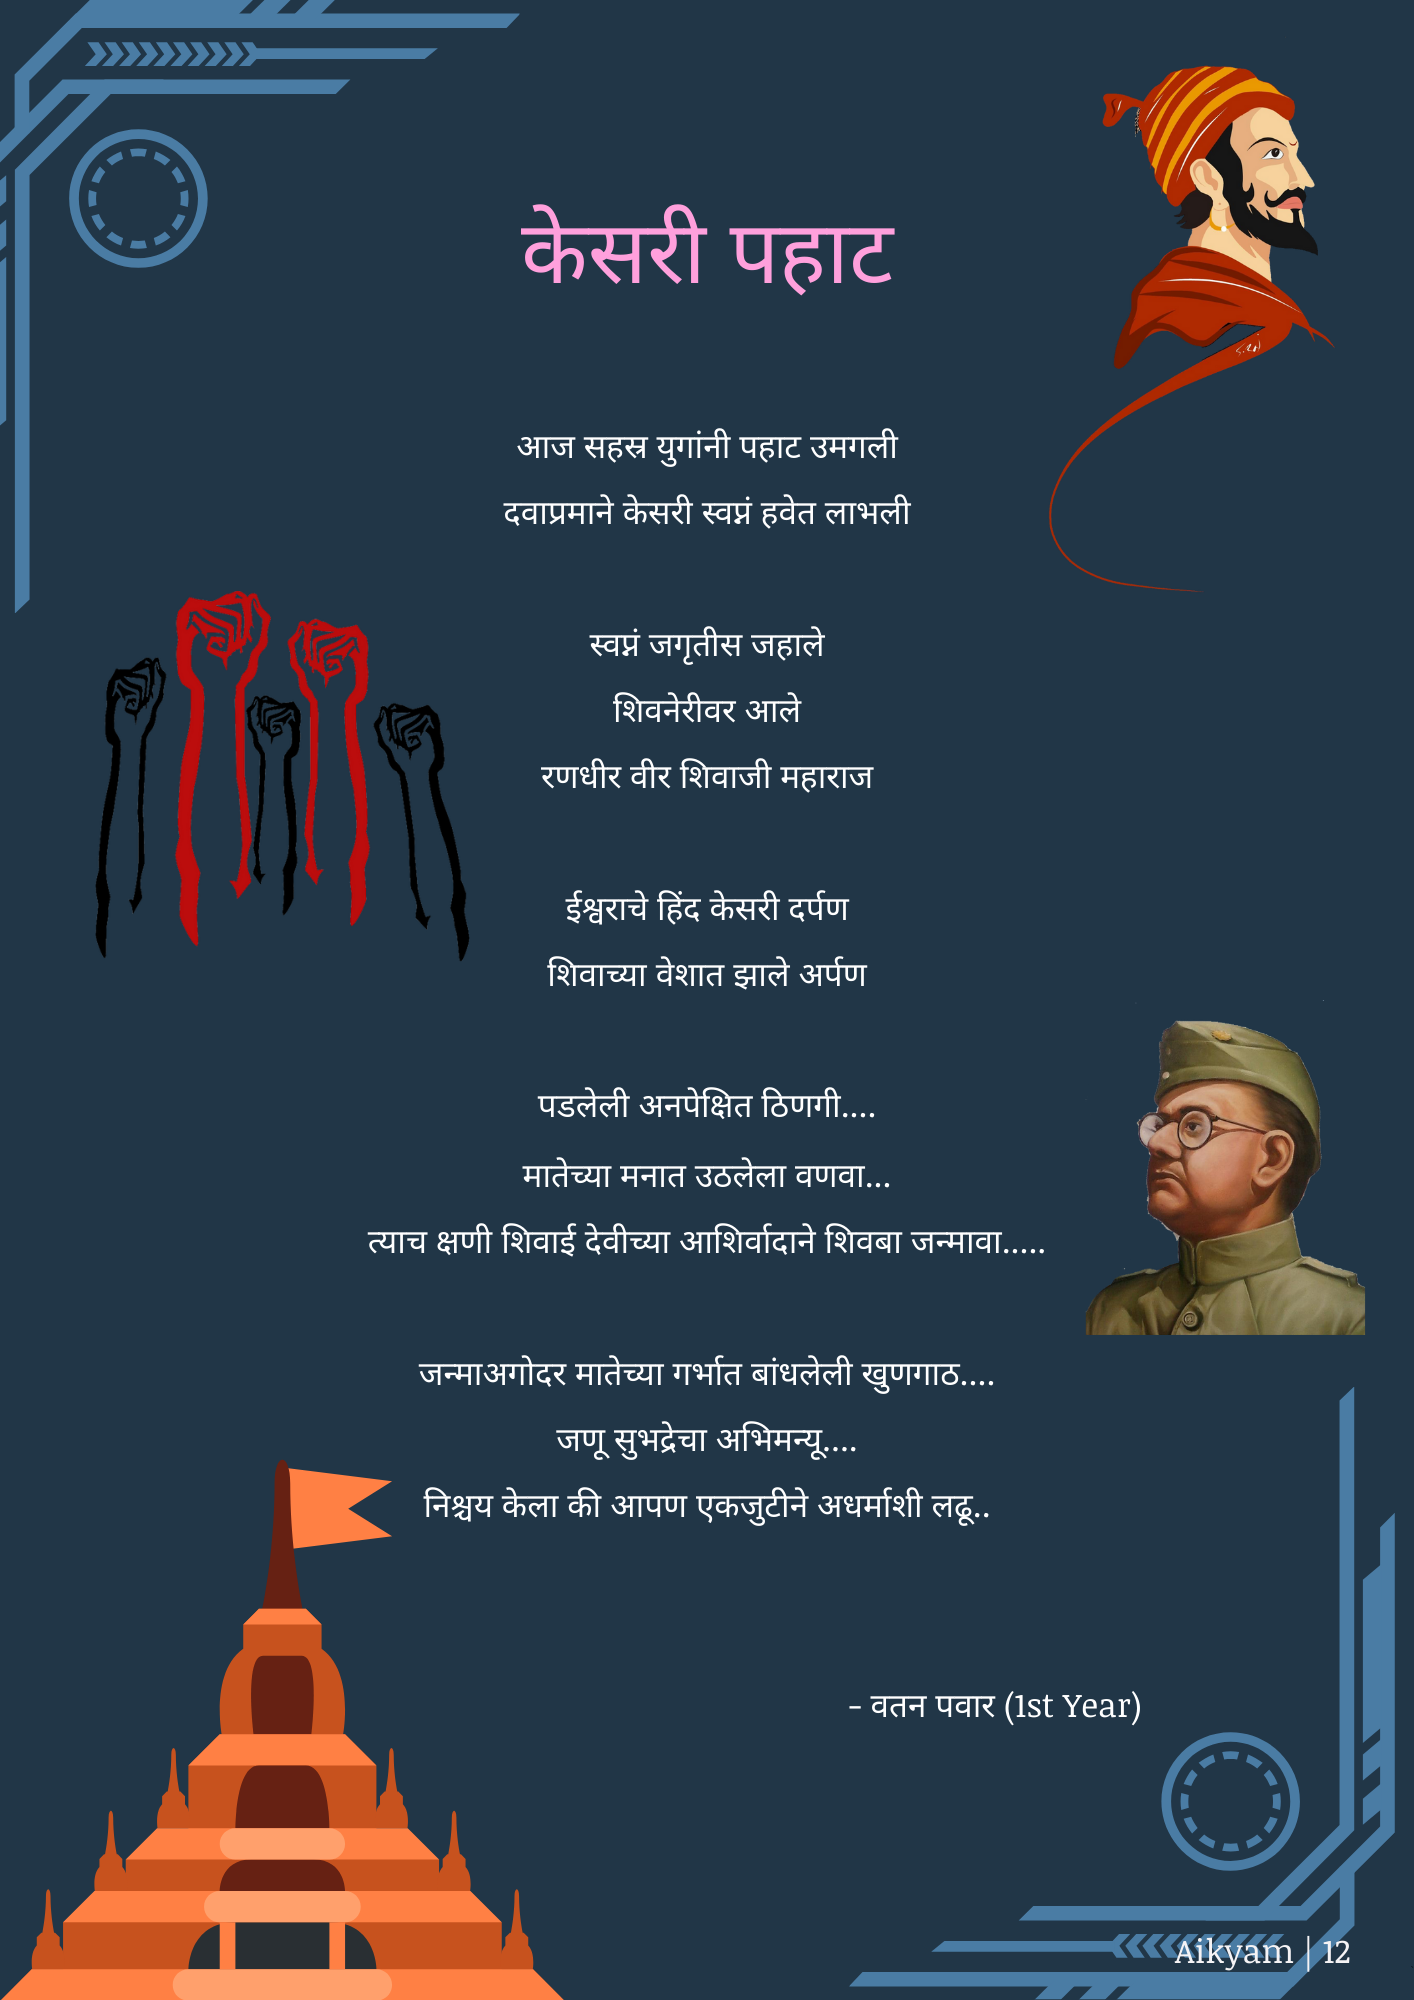 केसरी पहाट
आज सहस्र युगांनी पहाट उमगली
दवाप्रमाने केसरी स्वप्नं हवेत लाभली
स्वप्नं जगृतीस जहाले
शिवनेरीवर आले
रणधीर वीर शिवाजी महाराज
ईश्वराचे हिंद केसरी दर्पण
शिवाच्या वेशात झाले अर्पण
पडलेली अनपेक्षित ठिणगी....
मातेच्या मनात उठलेला वणवा...
त्याच क्षणी शिवाई देवीच्या आशिर्वादाने शिवबा जन्मावा.....
जन्माअगोदर मातेच्या गर्भात बांधलेली खुणगाठ....
जणू सुभद्रेचा अभिमन्यू....
निश्चय केला की आपण एकजुटीने अधर्माशी लढू..
- वतन पवार (1st Year)
Aikyam | 12